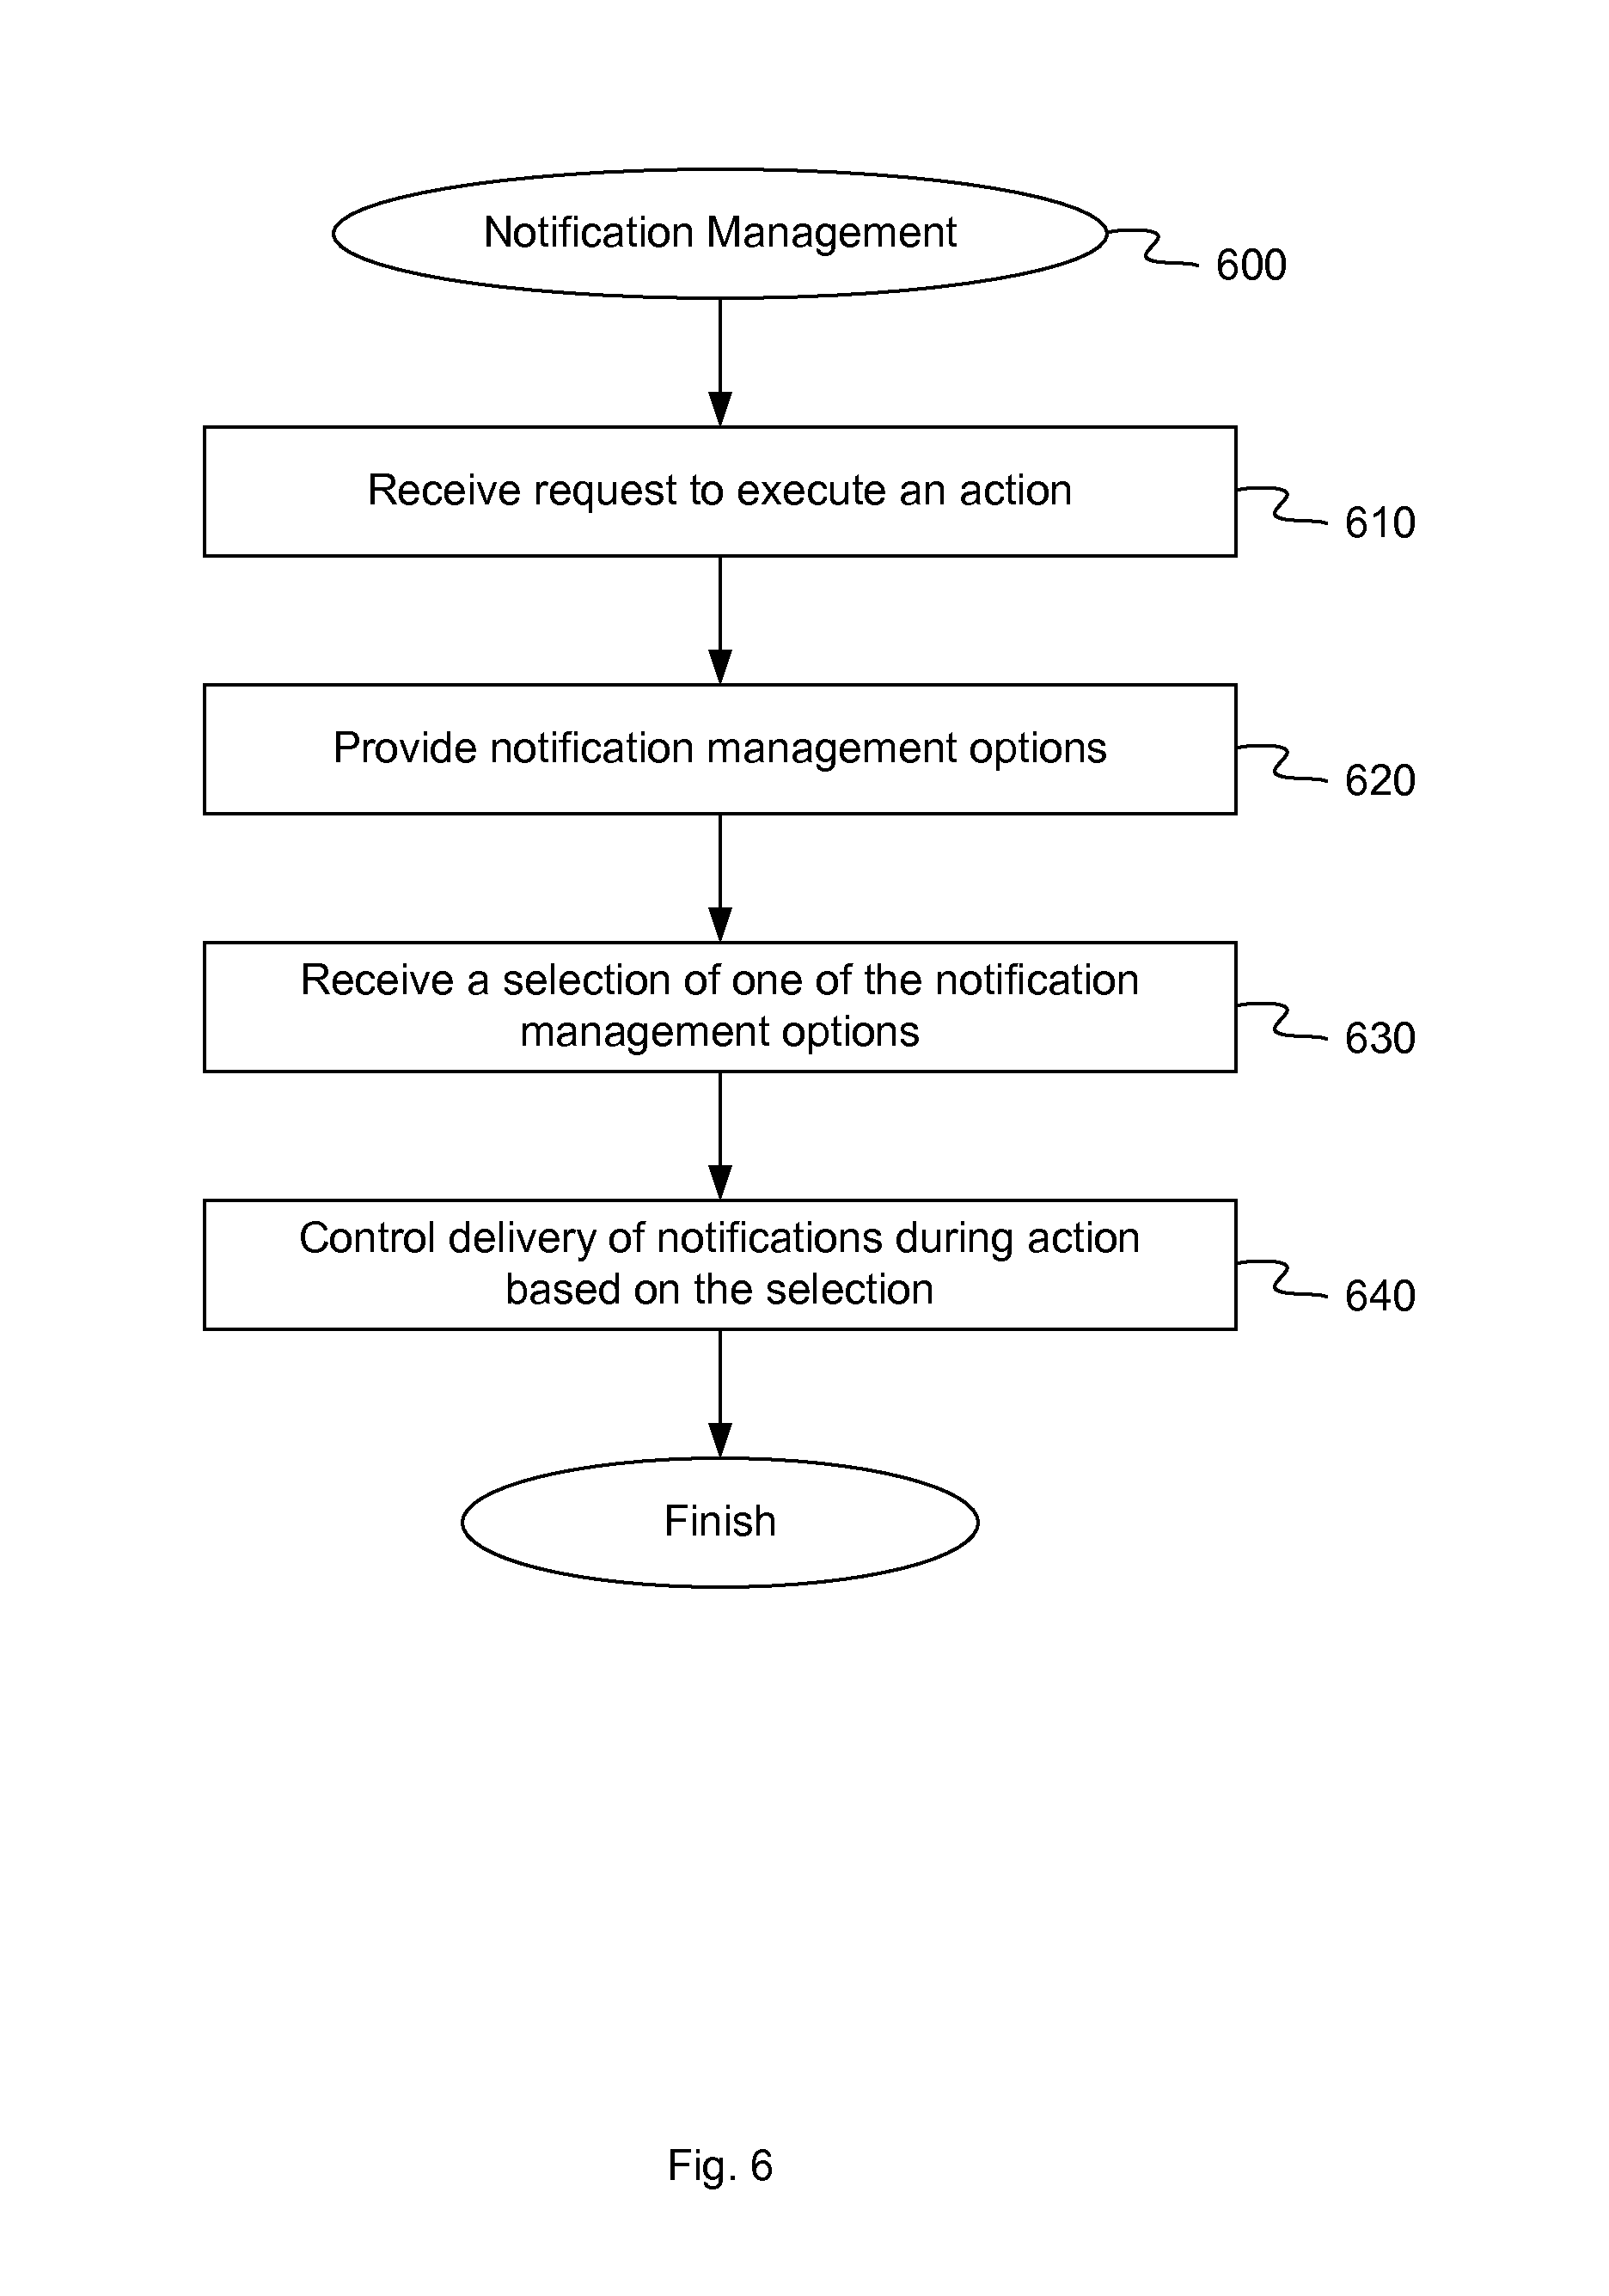 Notification Management
600
Receive request to execute an action
610
Provide notification management options
620
Receive a selection of one of the notification
management options
630
Control delivery of notifications during action
based on the selection
640
Finish
Fig. 6